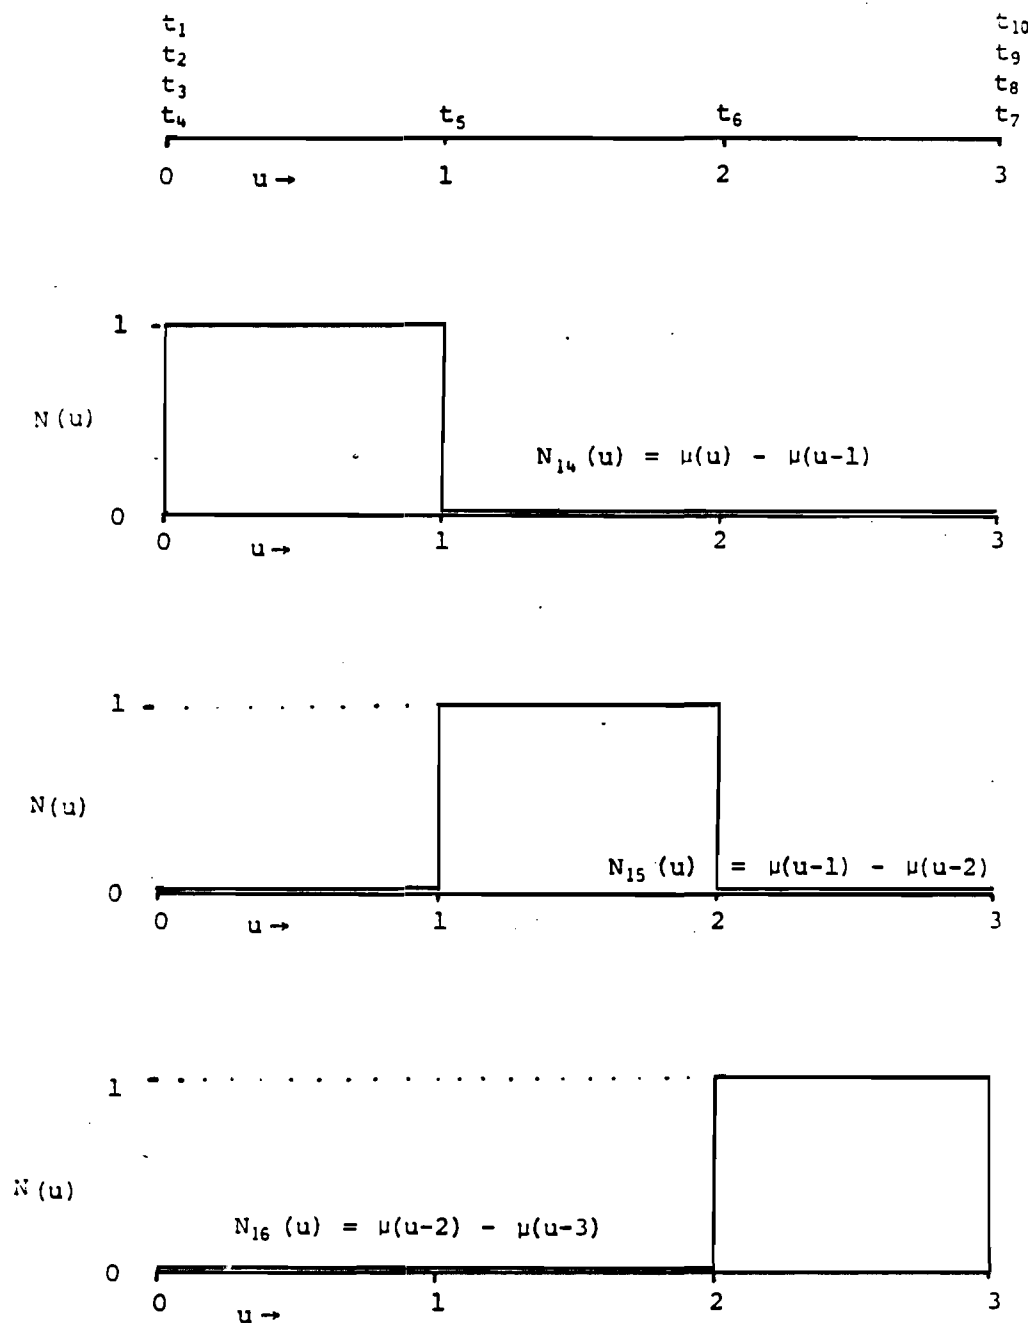 t₁ t₁₀
t₂ t₉
t₃ t₈
t₄ t₅ t₆ t₇
0 u→ 1 2 3
1
N(u)
N₁₄(u) = μ(u) - μ(u-1)
0
0 u→ 1 2 3
1
N(u)
N₁₅(u) = μ(u-1) - μ(u-2)
0
0 u→ 1 2 3
1
N(u)
N₁₆(u) = μ(u-2) - μ(u-3)
0
0 u→ 1 2 3